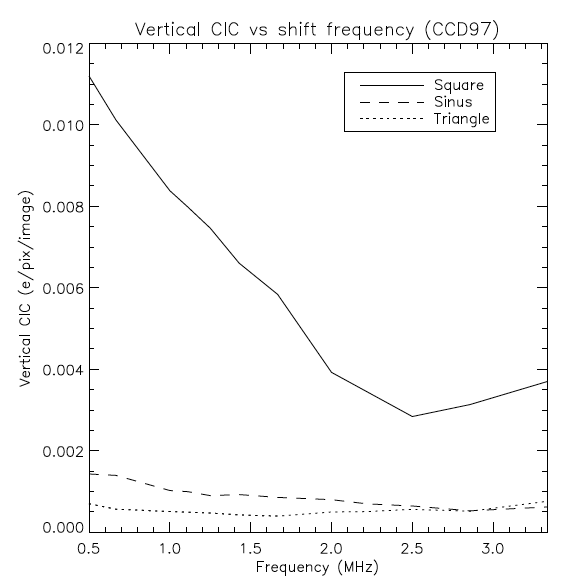 Vertical CIC vs shift frequency (CCD97)
0.012
0.010
0.008
0.006
0.004
0.002
0.000
Vertical CIC (e/pix/image)
Square
Sinus
Triangle
0.5 1.0 1.5 2.0 2.5 3.0
Frequency (MHz)